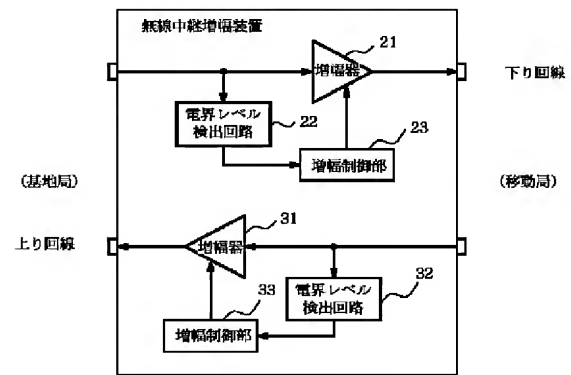 無線中継増幅装置
21
増幅器
下り回線
電界レベル
検出回路
22
23
増幅制御部
(基地局)
(移動局)
31
上り回線
増幅器
電界レベル
検出回路
32
33
増幅制御部